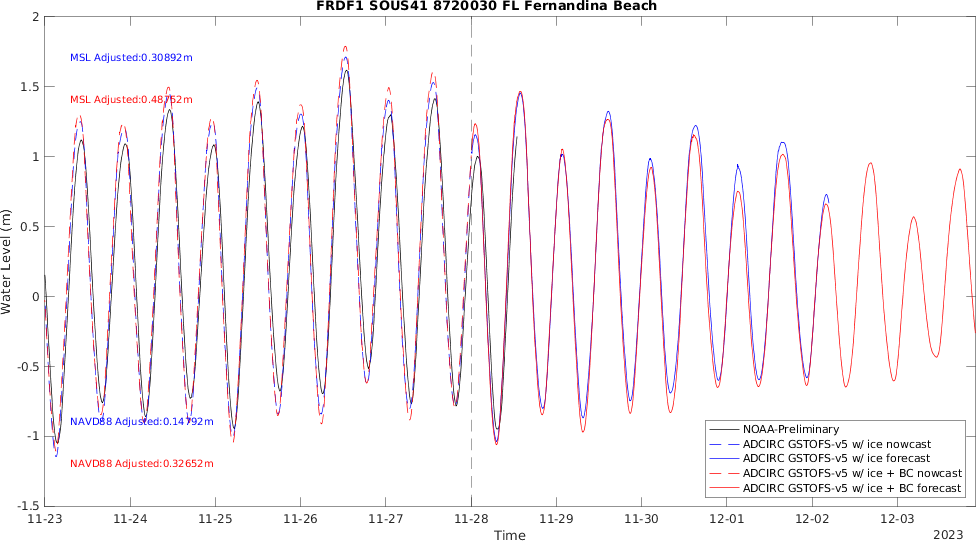 FRDF1 SOUS41 8720030 FL Fernandina Beach
2
1.5
1
0.5
0
-0.5
-1
-1.5
Water Level (m)
MSL Adjusted:0.30892m
MSL Adjusted:0.48752m
NAVD88 Adjusted:0.14792m
NAVD88 Adjusted:0.32652m
NOAA-Preliminary
ADCIRC GSTOFS-v5 w/ ice nowcast
ADCIRC GSTOFS-v5 w/ ice forecast
ADCIRC GSTOFS-v5 w/ ice + BC nowcast
ADCIRC GSTOFS-v5 w/ ice + BC forecast
11-23 11-24 11-25 11-26 11-27 11-28 11-29 11-30 12-01 12-02 12-03
Time
2023